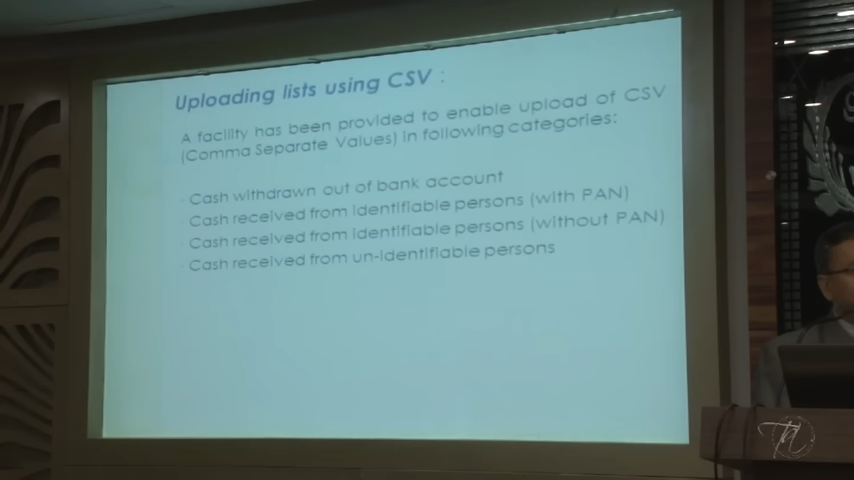 Uploading lists using CSV :
A facility has been provided to enable upload of CSV
(Comma Separate Values) in following categories:
· Cash withdrawn out of bank account
Cash received from identifiable persons (with PAN)
· Cash received from identifiable persons (without PAN)
· Cash received from un-identifiable persons